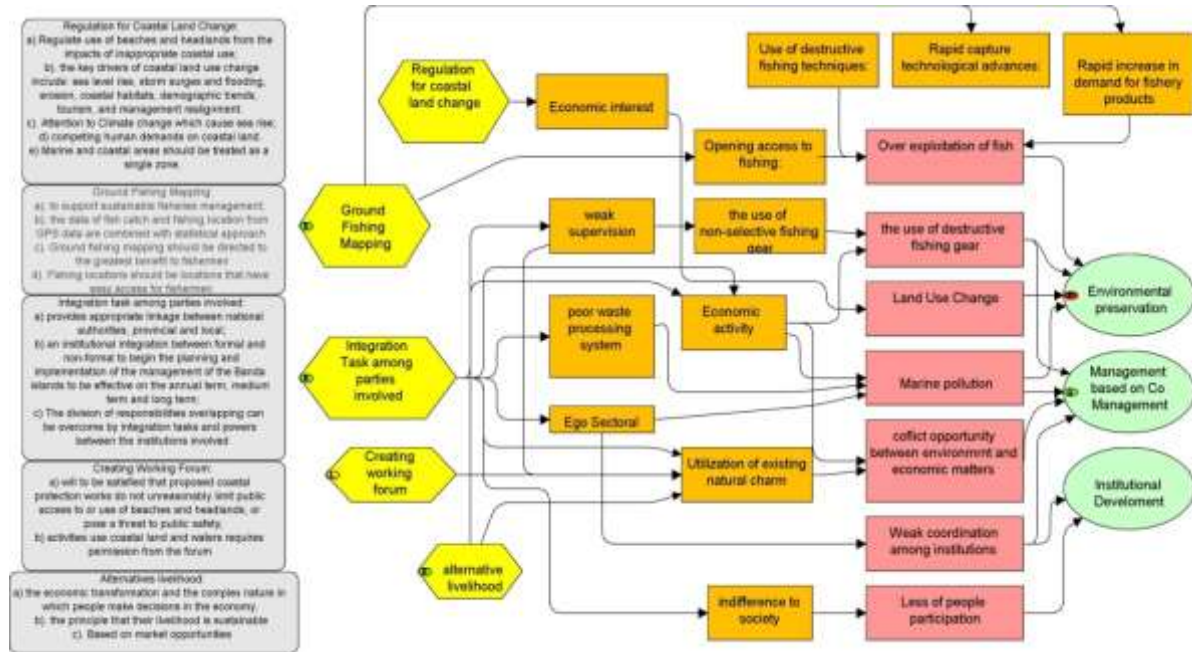 Regulation for Coastal Land Change:
a) Regulate use of beaches and headlands from the
impacts of inappropriate coastal use;
b). the key drivers of coastal land use change
include: sea level rise, storm surges and flooding,
erosion, coastal habitats, demographic trends,
tourism, and management realignment.
c). Attention to Climate change which cause sea rise;
d) competing human demands on coastal land.
e) Marine and coastal areas should be treated as a
single zone.
Ground Fishing Mapping
a). to support sustainable fisheries management.
b). the data of fish catch and fishing location from
GPS data are combined with statistical approach
c). Ground fishing mapping should be directed to
the greatest benefit to fishermen
d). Fishing locations should be locations that have
easy access for fishermen
Integration task among parties involved:
a) provides appropriate linkage between national
authorities, provincial and local;
b) an institutional integration between formal and
non-formal to begin the planning and
implementation of the management of the Banda
islands to be effective on the annual term, medium
term and long term;
c) The division of responsibilities overlapping can
be overcome by integration tasks and powers
between the institutions involved
Creating Working Forum:
a) will to be satisfied that proposed coastal
protection works do not unreasonably limit public
access to or use of beaches and headlands, or
pose a threat to public safety,
b) activities use coastal land and waters requires
permission from the forum
Alternatives livelihood:
a) the economic transformation and the complex nature in
which people make decisions in the economy.
b). the principle that their livelihood is sustainable
c). Based on market opportunities
Regulation
for coastal
land change
Ground
Fishing
Mapping
Integration
Task among
parties
involved
Creating
working
forum
alternative
livelihood
Economic interest
weak
supervision
poor waste
processing
system
Ego Sectoral
Use of destructive
fishing techniques:
Rapid capture
technological advances.
Rapid increase in
demand for fishery
products
Opening access to
fishing:
the use of
non-selective fishing
gear
Economic
activity
Utilization of existing
natural charm
indifference to
society
Over exploitation of fish
the use of destructive
fishing gear
Land Use Change
Marine pollution
coflict opportunity
between environmrnt and
economic matters
Weak coordination
among institutions
Less of people
participation
Environmental
preservation
Management
based on Co
Management
Institutional
Develoment